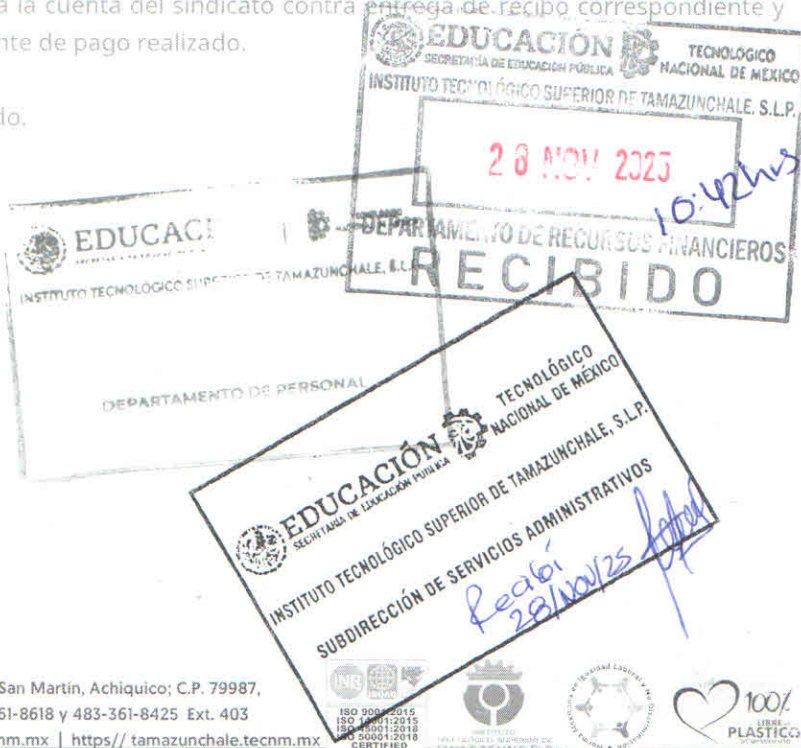 a la cuenta del sindicato contra entrega de recibo correspondiente y
nte de pago realizado.
do.
EDUCACIÓN
SECRETARÍA DE EDUCACIÓN PÚBLICA
TECNOLÓGICO
NACIONAL DE MÉXICO
INSTITUTO TECNOLÓGICO SUPERIOR DE TAMAZUNCHALE. S.L.P.
28 NOV 2025
10:42hrs
DEPARTAMENTO DE RECURSOS FINANCIEROS
RECIBIDO
EDUCACI
INSTITUTO TECNOLÓGICO SUPERIOR DE TAMAZUNCHALE, S.L.
DEPARTAMENTO DE PERSONAL
EDUCACIÓN
SECRETARÍA DE EDUCACIÓN PÚBLICA
TECNOLÓGICO
NACIONAL DE MÉXICO
INSTITUTO TECNOLÓGICO SUPERIOR DE TAMAZUNCHALE, S.L.P.
SUBDIRECCIÓN DE SERVICIOS ADMINISTRATIVOS
Recibí
28/NOV/25
San Martín, Achiquico; C.P. 79987,
61-8618 y 483-361-8425 Ext. 403
nm.mx | https// tamazunchale.tecnm.mx
ISO 9001:2015
ISO 14001:2015
ISO 45001:2018
ISO 50001:2018
CERTIFIED
100%
LIBRE
PLÁSTICO